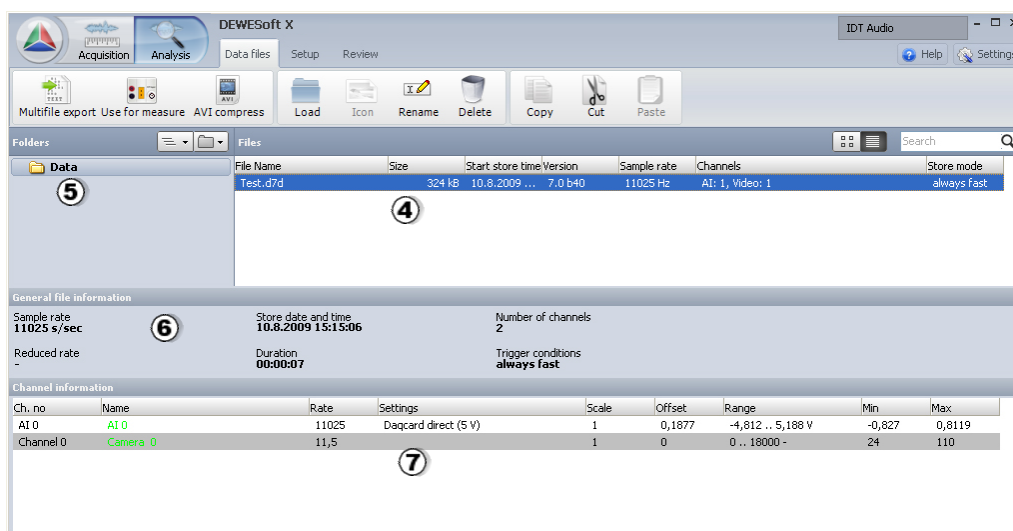 DEWESoft X
IDT Audio
Acquisition Analysis Data files Setup Review Help Settings
Multifile export Use for measure AVI compress Load Icon Rename Delete Copy Cut Paste
Folders Files Search
File Name Size Start store time Version Sample rate Channels Store mode
Data
Test.d7d 324 kB 10.8.2009 ... 7.0 b40 11025 Hz AI: 1, Video: 1 always fast
5
4
General file information
Sample rate Store date and time Number of channels
11025 s/sec 10.8.2009 15:15:06 2
6
Reduced rate Duration Trigger conditions
- 00:00:07 always fast
Channel information
Ch. no Name Rate Settings Scale Offset Range Min Max
AI 0 AI 0 11025 Daqcard direct (5 V) 1 0,1877 -4,812 .. 5,188 V -0,827 0,8119
Channel 0 Camera 0 11,5 1 0 0 .. 18000 - 24 110
7